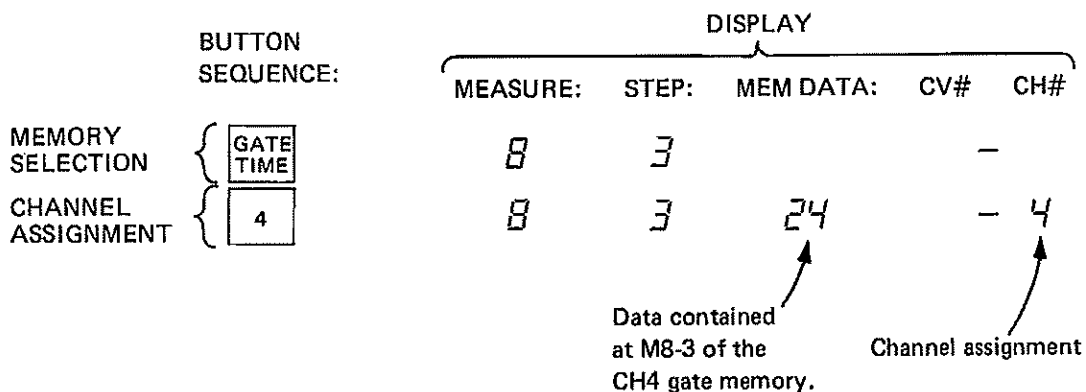 DISPLAY
BUTTON
SEQUENCE:
MEASURE: STEP: MEM DATA: CV# CH#
MEMORY
SELECTION
GATE
TIME
8 3 –
CHANNEL
ASSIGNMENT
4
8 3 24 – 4
Data contained
at M8-3 of the
CH4 gate memory.
Channel assignment